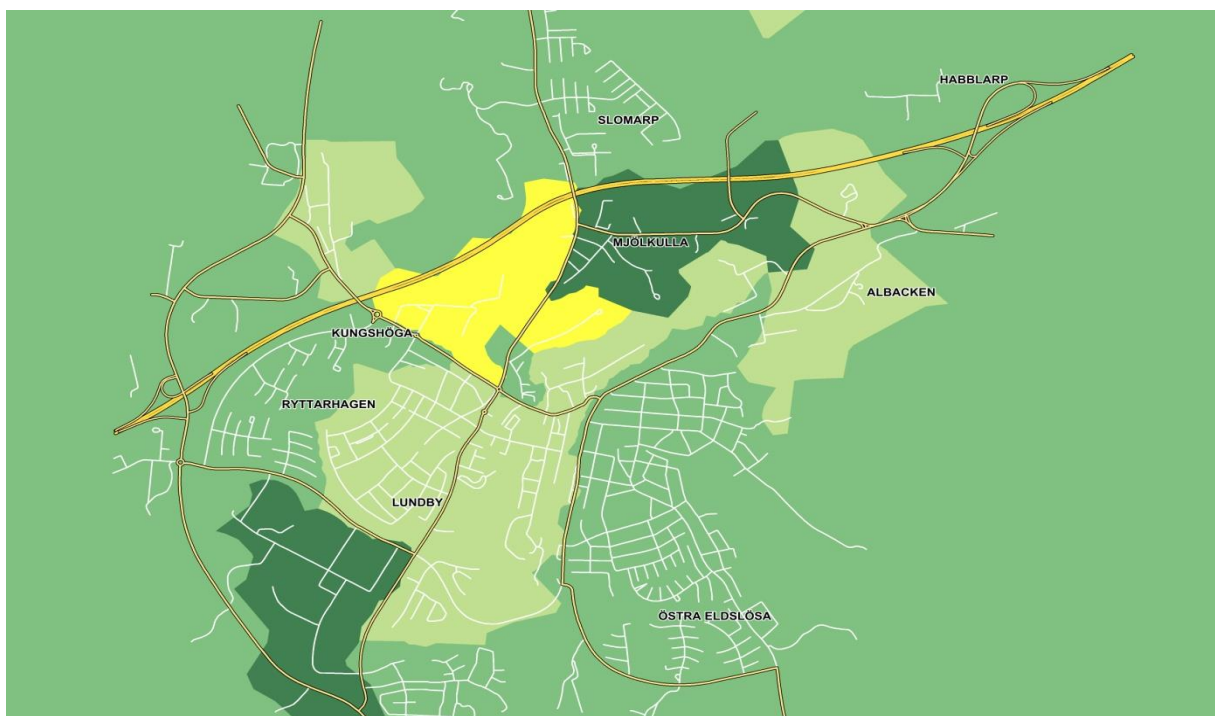 HABBLARP
SLOMARP
MJÖLKULLA
ALBACKEN
KUNGSHÖGA
RYTTARHAGEN
LUNDBY
ÖSTRA ELDSLÖSA